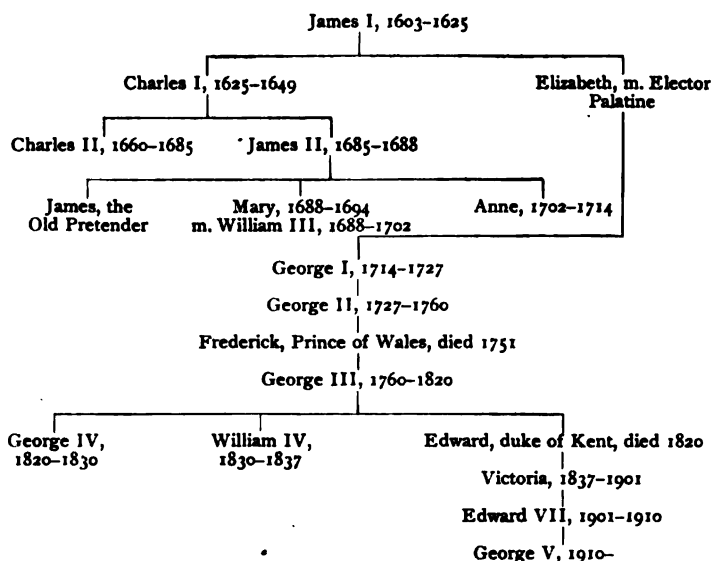 James I, 1603–1625
Charles I, 1625–1649
Elizabeth, m. Elector
Palatine
Charles II, 1660–1685
James II, 1685–1688
James, the
Old Pretender
Mary, 1688–1694
m. William III, 1688–1702
Anne, 1702–1714
George I, 1714–1727
George II, 1727–1760
Frederick, Prince of Wales, died 1751
George III, 1760–1820
George IV,
1820–1830
William IV,
1830–1837
Edward, duke of Kent, died 1820
Victoria, 1837–1901
Edward VII, 1901–1910
George V, 1910–